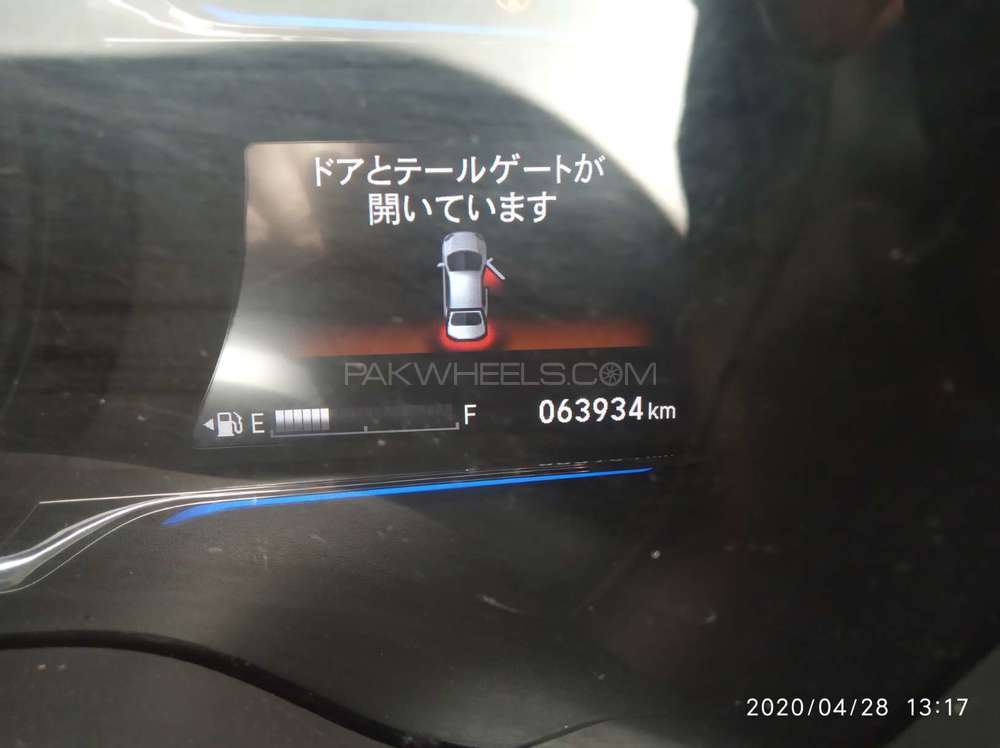 ドアとテールゲートが
開いています
PAKWHEELS.COM
E F 063934km
2020/04/28 13:17